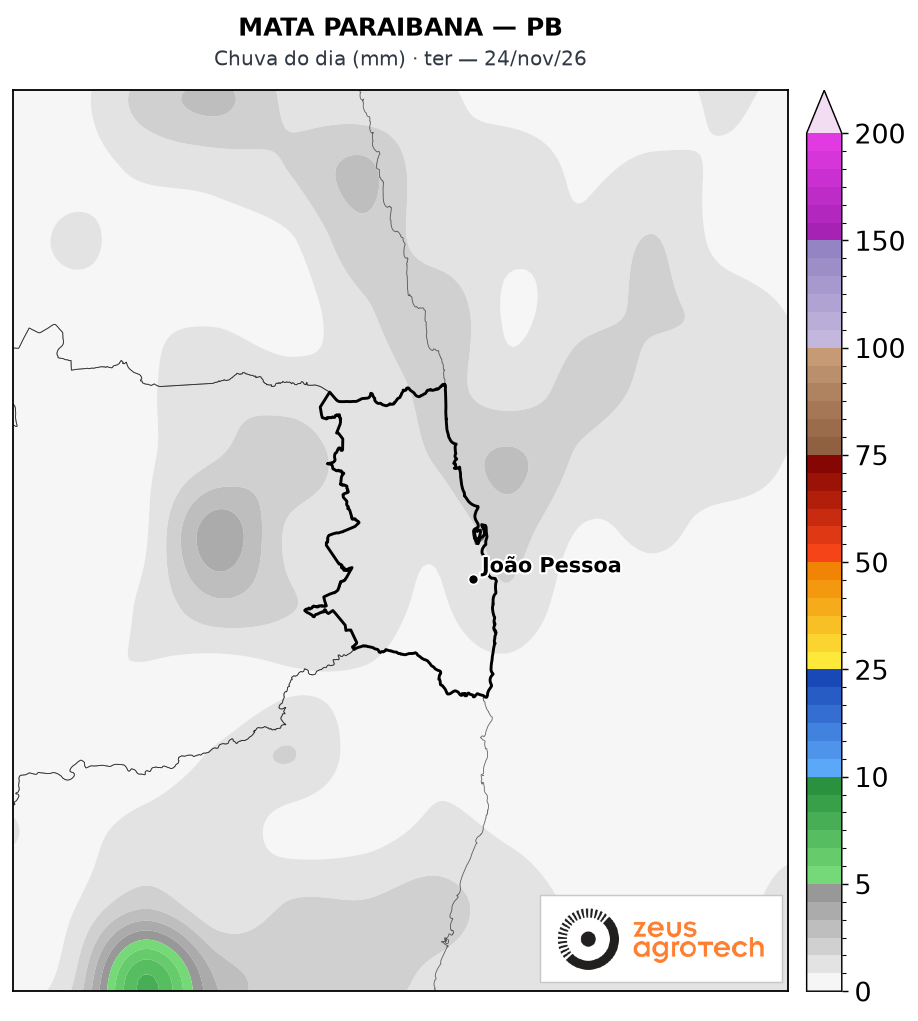 MATA PARAIBANA — PB
Chuva do dia (mm) · ter — 24/nov/26
200
150
100
75
50
25
10
5
0
João Pessoa
zeus
agrotech